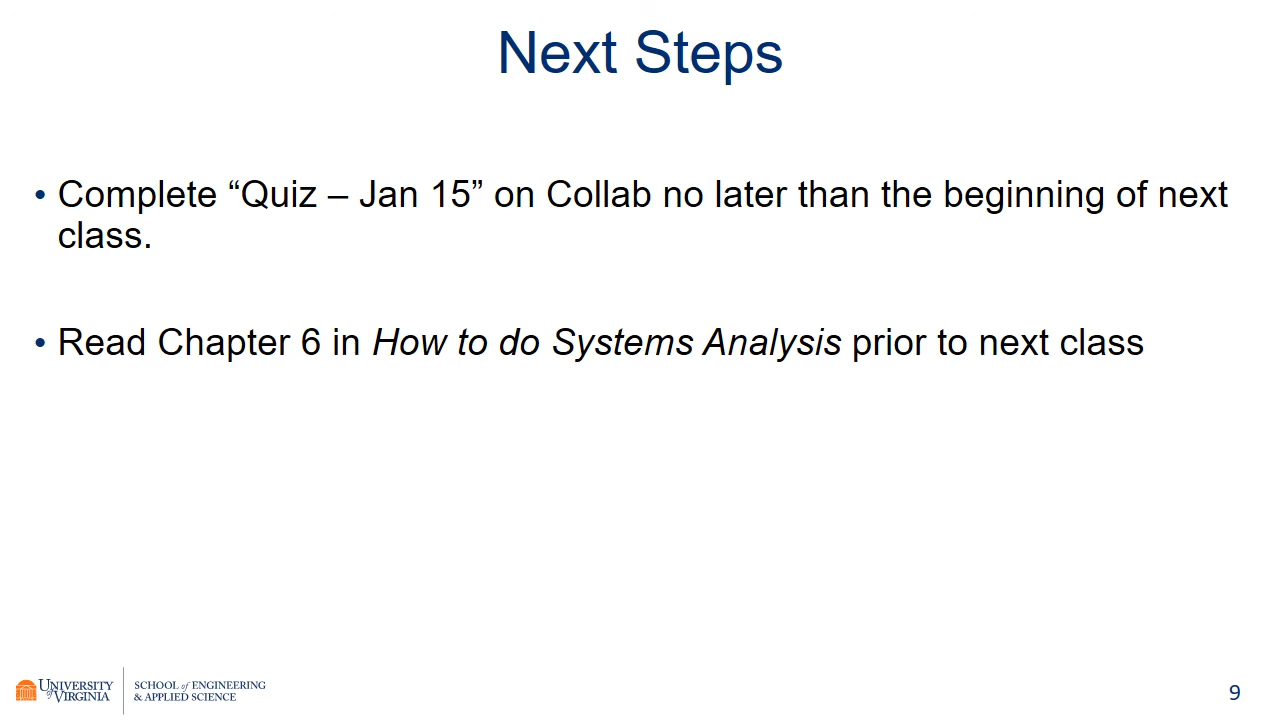 Next Steps
• Complete “Quiz – Jan 15” on Collab no later than the beginning of next
class.
• Read Chapter 6 in How to do Systems Analysis prior to next class
UNIVERSITY
of VIRGINIA
SCHOOL of ENGINEERING
& APPLIED SCIENCE
9